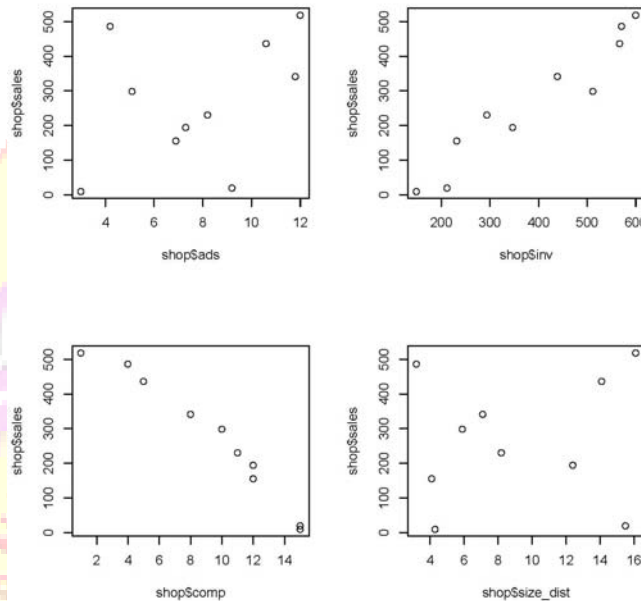 shop$sales
0 100 200 300 400 500
4 6 8 10 12
shop$ads
shop$sales
0 100 200 300 400 500
200 300 400 500 600
shop$inv
shop$sales
0 100 200 300 400 500
2 4 6 8 10 12 14
shop$comp
shop$sales
0 100 200 300 400 500
4 6 8 10 12 14 16
shop$size_dist